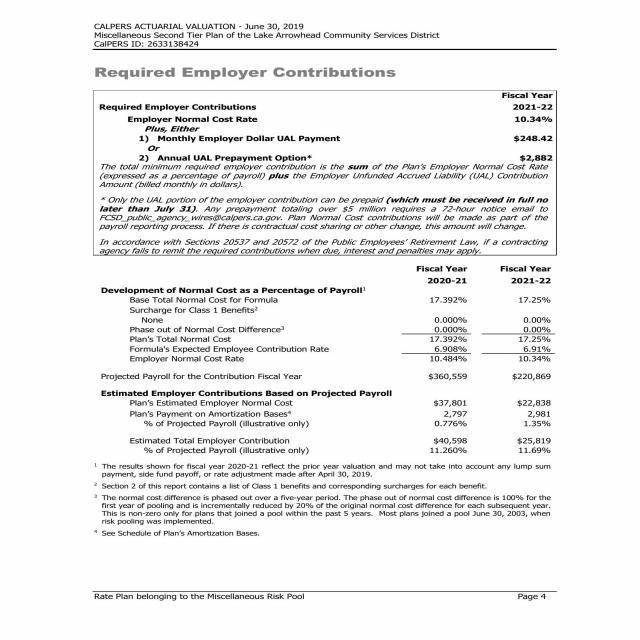 CALPERS ACTUARIAL VALUATION - June 30, 2019
Miscellaneous Second Tier Plan of the Lake Arrowhead Community Services District
CalPERS ID: 2633138424
Required Employer Contributions
Fiscal Year
Required Employer Contributions 2021-22
Employer Normal Cost Rate 10.34%
Plus, Either
1) Monthly Employer Dollar UAL Payment $248.42
Or
2) Annual UAL Prepayment Option* $2,882
The total minimum required employer contribution is the sum of the Plan's Employer Normal Cost Rate
(expressed as a percentage of payroll) plus the Employer Unfunded Accrued Liability (UAL) Contribution
Amount (billed monthly in dollars).
* Only the UAL portion of the employer contribution can be prepaid (which must be received in full no
later than July 31). Any prepayment totaling over $5 million requires a 72-hour notice email to
FCSD_public_agency_wires@calpers.ca.gov. Plan Normal Cost contributions will be made as part of the
payroll reporting process. If there is contractual cost sharing or other change, this amount will change.
In accordance with Sections 20537 and 20572 of the Public Employees' Retirement Law, if a contracting
agency fails to remit the required contributions when due, interest and penalties may apply.
Fiscal Year Fiscal Year
2020-21 2021-22
Development of Normal Cost as a Percentage of Payroll1
Base Total Normal Cost for Formula 17.392% 17.25%
Surcharge for Class 1 Benefits2
None 0.000% 0.00%
Phase out of Normal Cost Difference3 0.000% 0.00%
Plan's Total Normal Cost 17.392% 17.25%
Formula's Expected Employee Contribution Rate 6.908% 6.91%
Employer Normal Cost Rate 10.484% 10.34%
Projected Payroll for the Contribution Fiscal Year $360,559 $220,869
Estimated Employer Contributions Based on Projected Payroll
Plan's Estimated Employer Normal Cost $37,801 $22,838
Plan's Payment on Amortization Bases4 2,797 2,981
% of Projected Payroll (illustrative only) 0.776% 1.35%
Estimated Total Employer Contribution $40,598 $25,819
% of Projected Payroll (illustrative only) 11.260% 11.69%
1 The results shown for fiscal year 2020-21 reflect the prior year valuation and may not take into account any lump sum
payment, side fund payoff, or rate adjustment made after April 30, 2019.
2 Section 2 of this report contains a list of Class 1 benefits and corresponding surcharges for each benefit.
3 The normal cost difference is phased out over a five-year period. The phase out of normal cost difference is 100% for the
first year of pooling and is incrementally reduced by 20% of the original normal cost difference for each subsequent year.
This is non-zero only for plans that joined a pool within the past 5 years. Most plans joined a pool June 30, 2003, when
risk pooling was implemented.
4 See Schedule of Plan's Amortization Bases.
Rate Plan belonging to the Miscellaneous Risk Pool Page 4